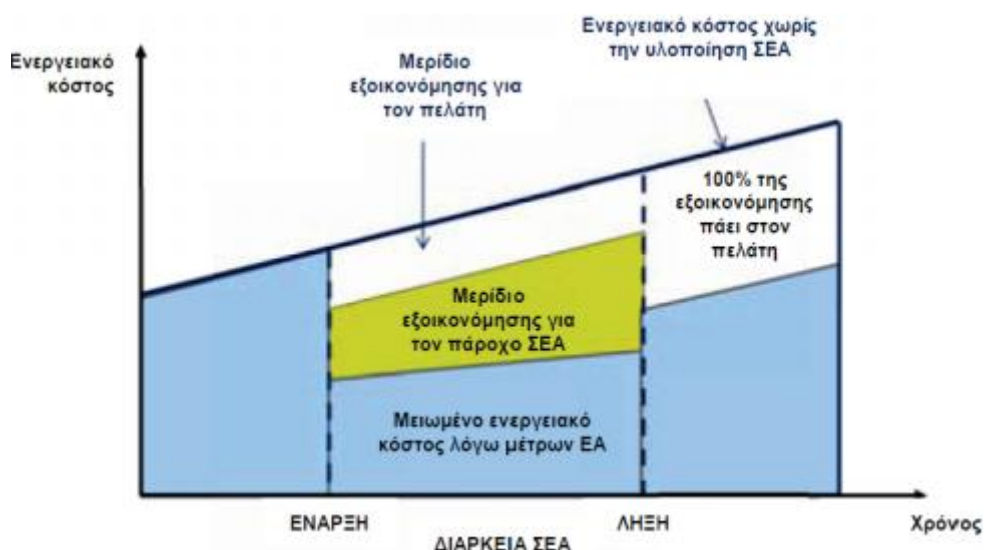 Ενεργειακό
κόστος
Μερίδιο
εξοικονόμησης για
τον πελάτη
Ενεργειακό κόστος χωρίς
την υλοποίηση ΣΕΑ
100% της
εξοικονόμησης
πάει στον
πελάτη
Μερίδιο
εξοικονόμησης για
τον πάροχο ΣΕΑ
Μειωμένο ενεργειακό
κόστος λόγω μέτρων ΕΑ
ΕΝΑΡΞΗ
ΛΗΞΗ
Χρόνος
ΔΙΑΡΚΕΙΑ ΣΕΑ